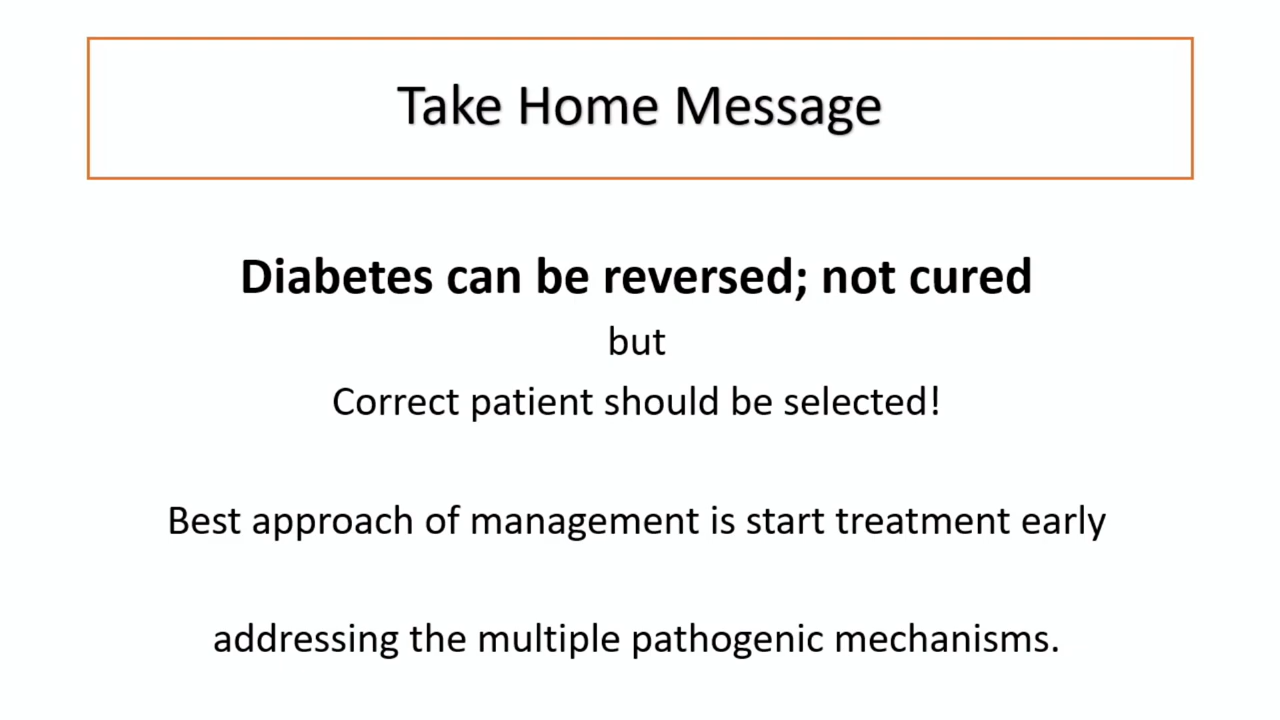 Take Home Message
Diabetes can be reversed; not cured
but
Correct patient should be selected!
Best approach of management is start treatment early
addressing the multiple pathogenic mechanisms.